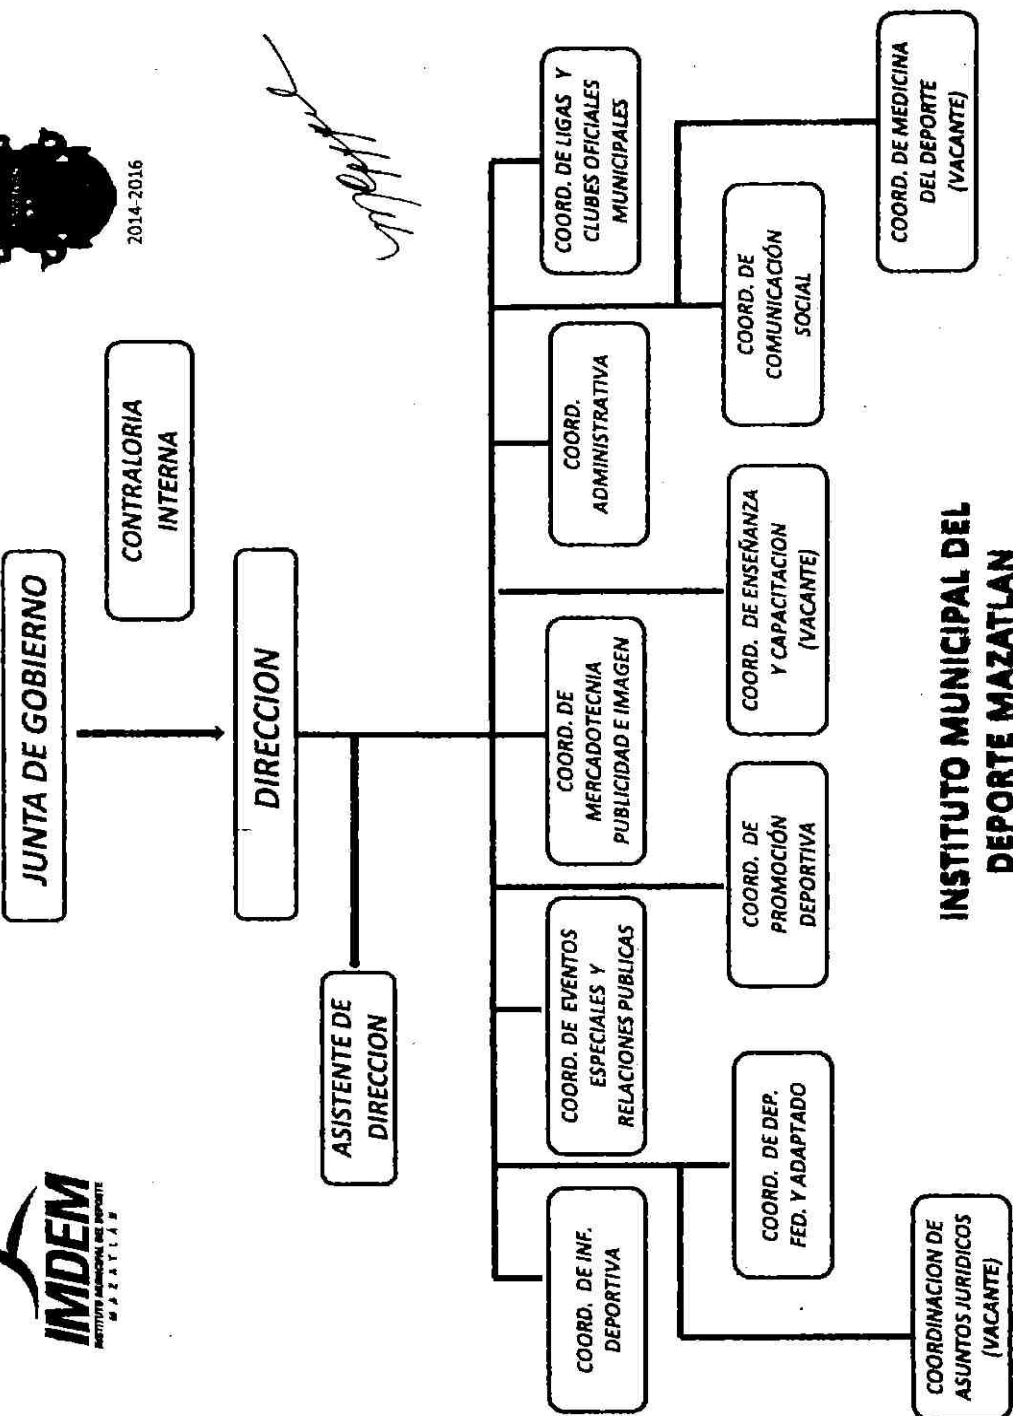 IMDEM
INSTITUTO MUNICIPAL DEL DEPORTE
MAZATLÁN
2014-2016
JUNTA DE GOBIERNO
CONTRALORIA
INTERNA
DIRECCION
ASISTENTE DE
DIRECCION
COORD. DE INF.
DEPORTIVA
COORD. DE EVENTOS
ESPECIALES Y
RELACIONES PUBLICAS
COORD. DE
MERCADOTECNIA
PUBLICIDAD E IMAGEN
COORD.
ADMINISTRATIVA
COORD. DE LIGAS Y
CLUBES OFICIALES
MUNICIPALES
COORD. DE DEP.
FED. Y ADAPTADO
COORD. DE
PROMOCIÓN
DEPORTIVA
COORD. DE ENSEÑANZA
Y CAPACITACION
(VACANTE)
COORD. DE
COMUNICACIÓN
SOCIAL
COORDINACION DE
ASUNTOS JURIDICOS
(VACANTE)
COORD. DE MEDICINA
DEL DEPORTE
(VACANTE)
INSTITUTO MUNICIPAL DEL
DEPORTE MAZATLAN